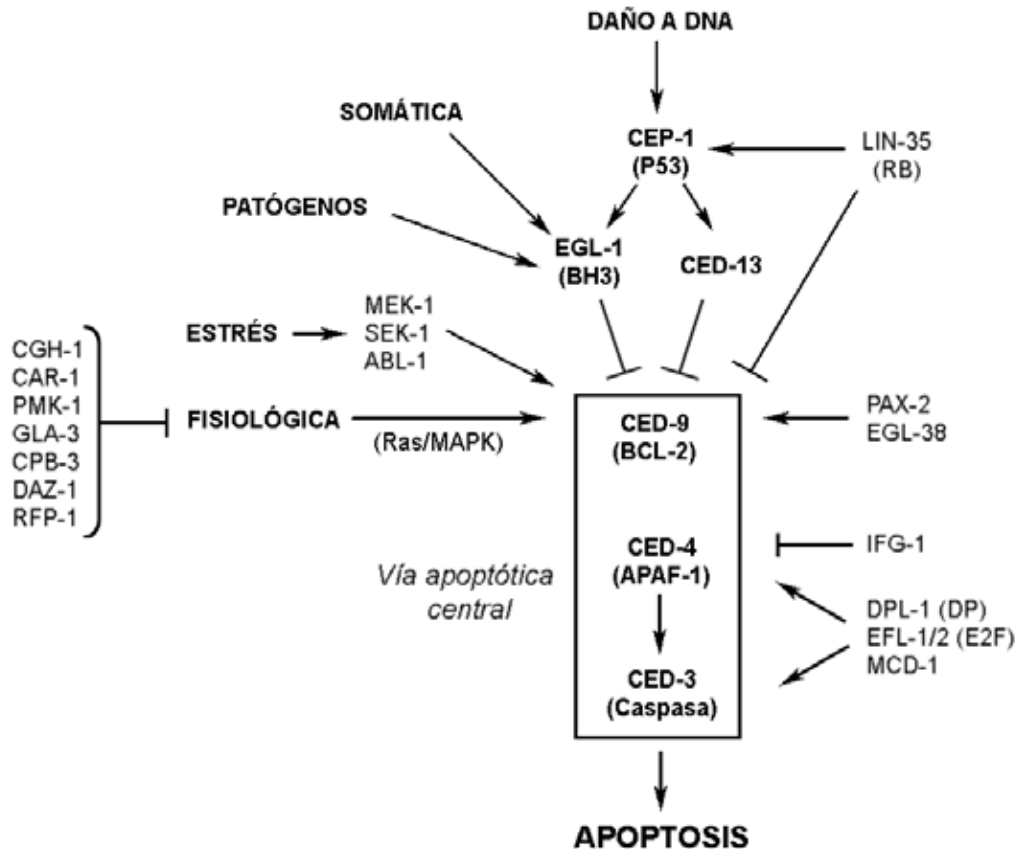 DAÑO A DNA
SOMÁTICA
CEP-1
(P53)
LIN-35
(RB)
PATÓGENOS
EGL-1
(BH3)
CED-13
MEK-1
SEK-1
ABL-1
ESTRÉS
CGH-1
CAR-1
PMK-1
GLA-3
CPB-3
DAZ-1
RFP-1
FISIOLÓGICA
(Ras/MAPK)
CED-9
(BCL-2)
PAX-2
EGL-38
CED-4
(APAF-1)
IFG-1
Vía apoptótica
central
DPL-1 (DP)
EFL-1/2 (E2F)
MCD-1
CED-3
(Caspasa)
APOPTOSIS